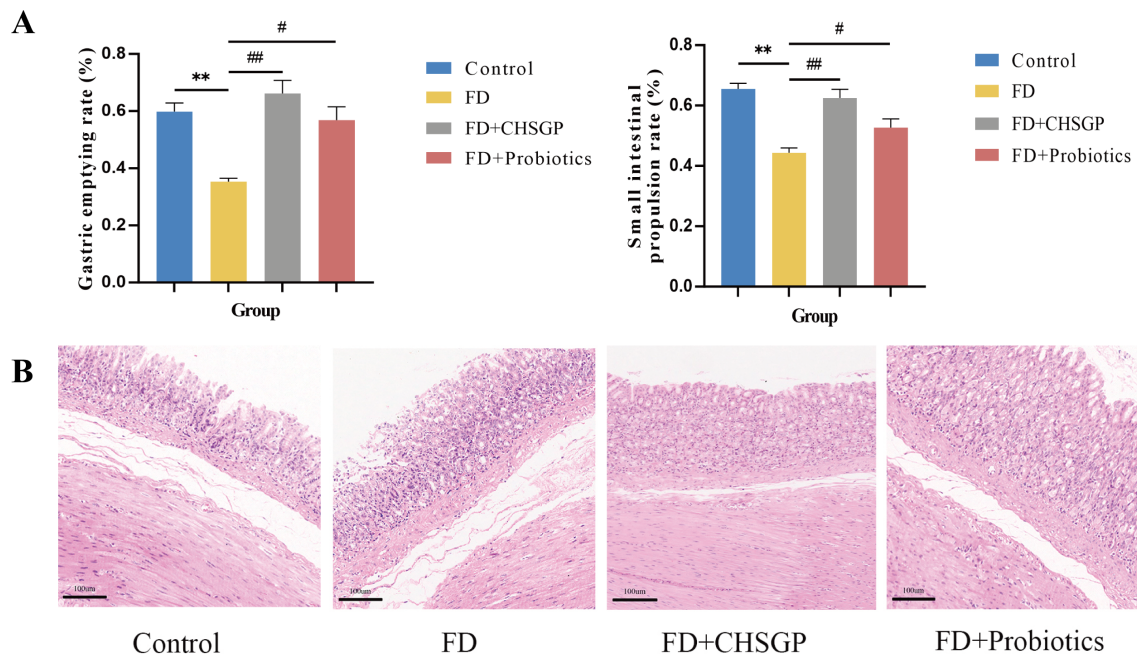 A
Gastric emptying rate (%)
0.8
0.6
0.4
0.2
0.0
**
##
#
Group
Control
FD
FD+CHSGP
FD+Probiotics
Small intestinal
propulsion rate (%)
0.8
0.6
0.4
0.2
0.0
**
##
#
Group
Control
FD
FD+CHSGP
FD+Probiotics
B
100um
100um
100um
100um
Control
FD
FD+CHSGP
FD+Probiotics